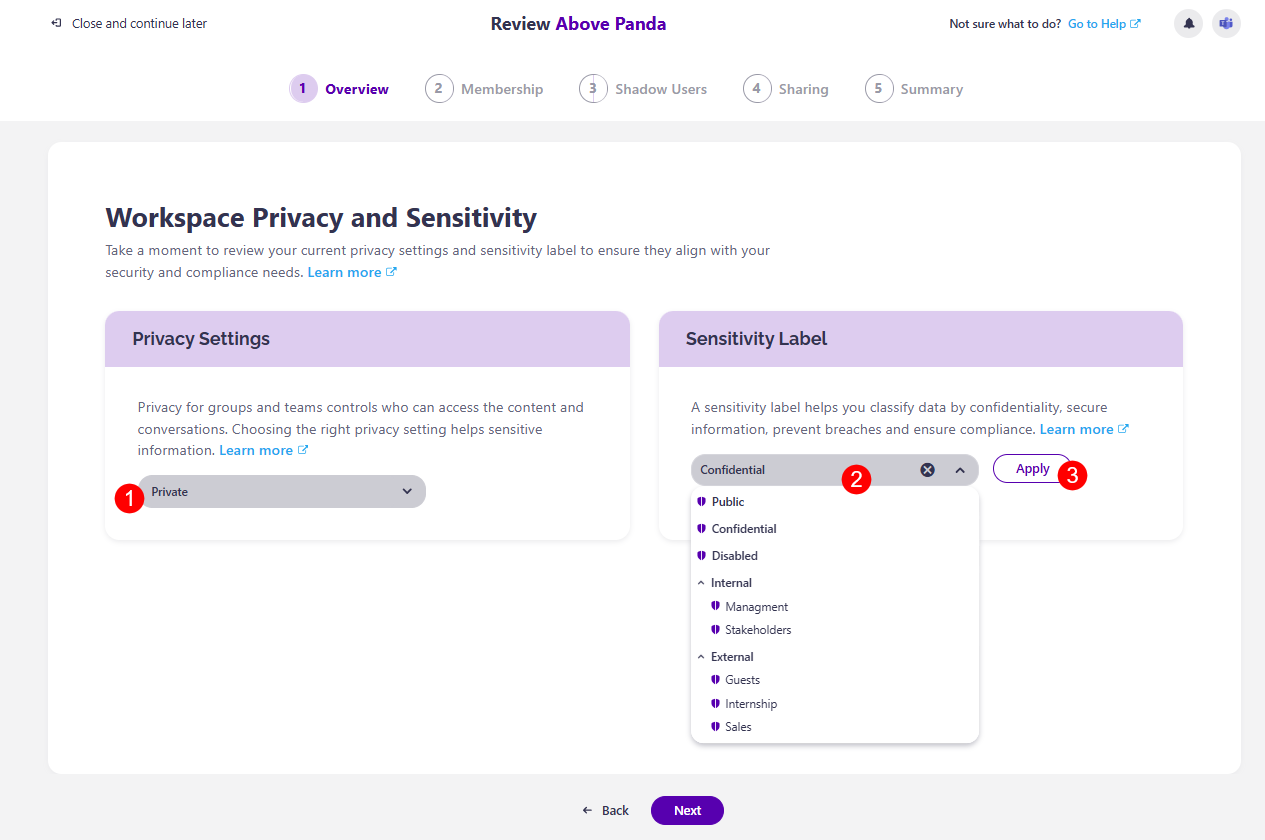 Close and continue later
Review Above Panda
Not sure what to do? Go to Help
1 Overview
2 Membership
3 Shadow Users
4 Sharing
5 Summary
Workspace Privacy and Sensitivity
Take a moment to review your current privacy settings and sensitivity label to ensure they align with your
security and compliance needs. Learn more
Privacy Settings
Privacy for groups and teams controls who can access the content and
conversations. Choosing the right privacy setting helps sensitive
information. Learn more
1
Private
Sensitivity Label
A sensitivity label helps you classify data by confidentiality, secure
information, prevent breaches and ensure compliance. Learn more
Confidential
2
Apply
3
Public
Confidential
Disabled
Internal
Managment
Stakeholders
External
Guests
Internship
Sales
Back
Next